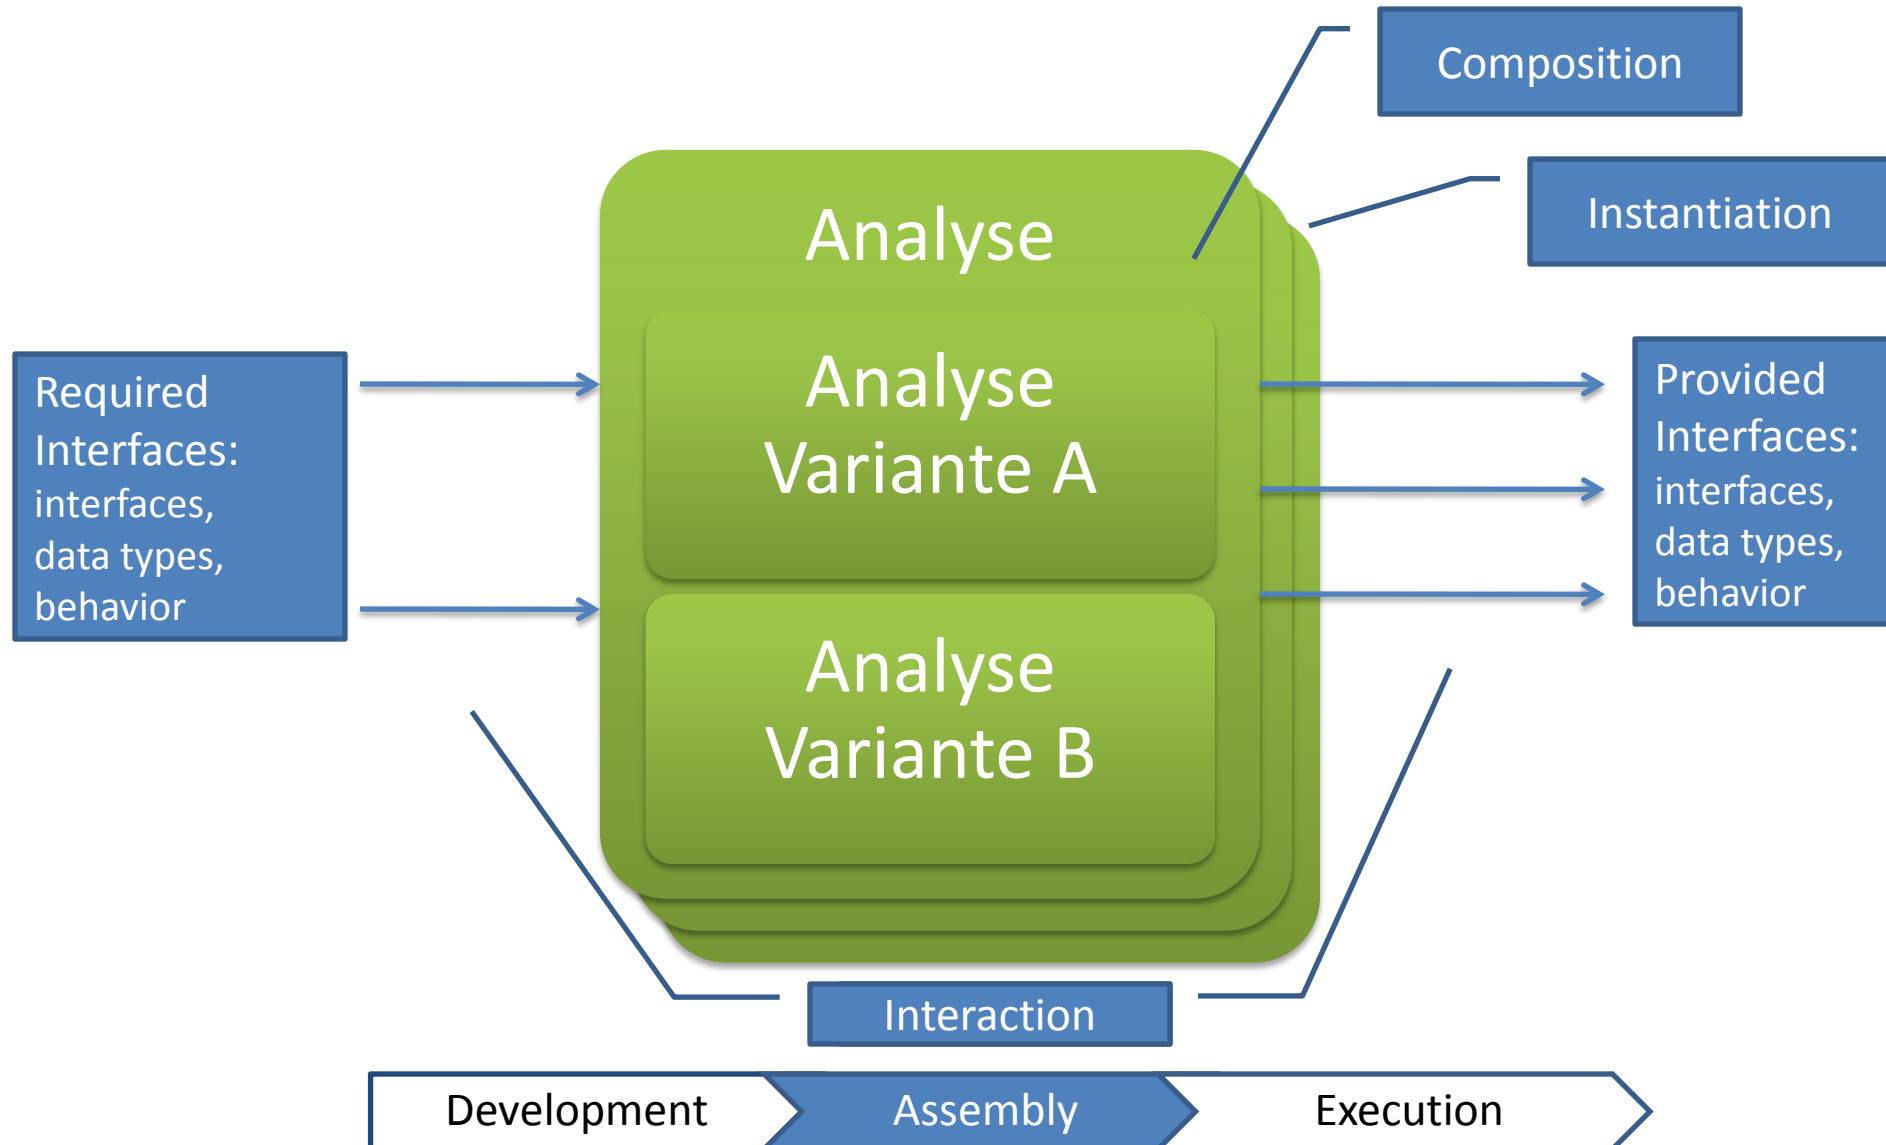 Composition
Instantiation
Analyse
Analyse
Variante A
Analyse
Variante B
Required
Interfaces:
interfaces,
data types,
behavior
Provided
Interfaces:
interfaces,
data types,
behavior
Interaction
Development
Assembly
Execution